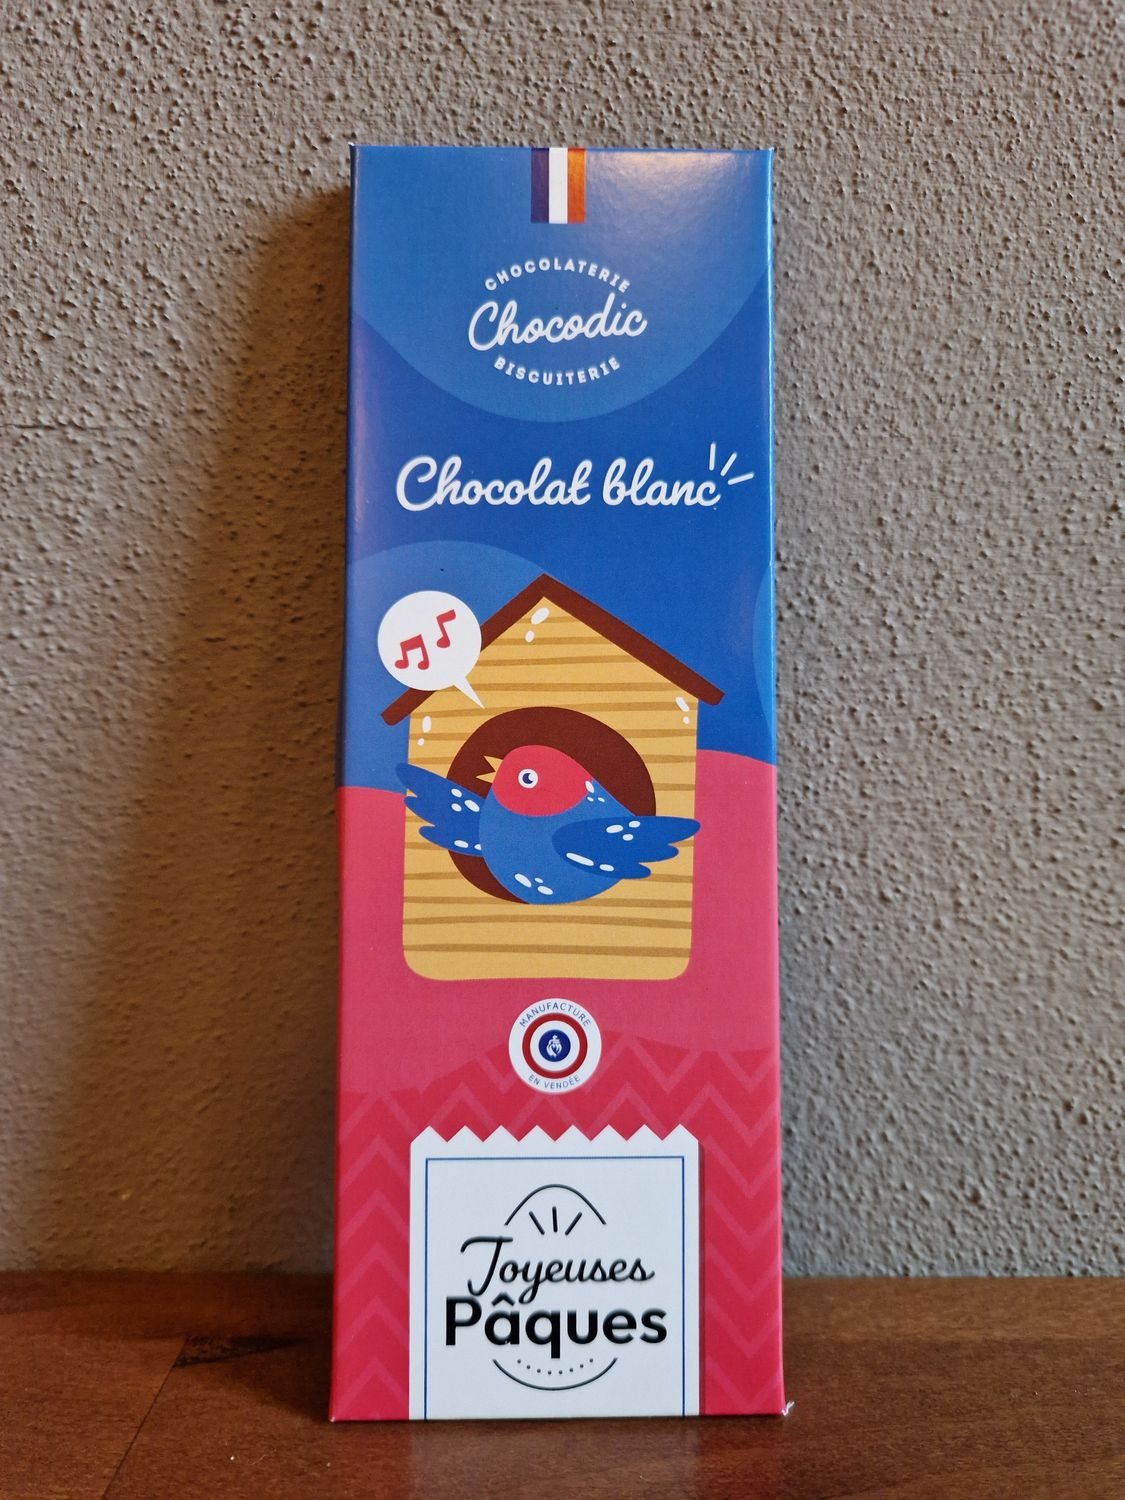 CHOCOLATERIE
Chocodic
BISCUITERIE
Chocolat blanc
MANUFACTURE
EN VENDÉE
Joyeuses
Pâques